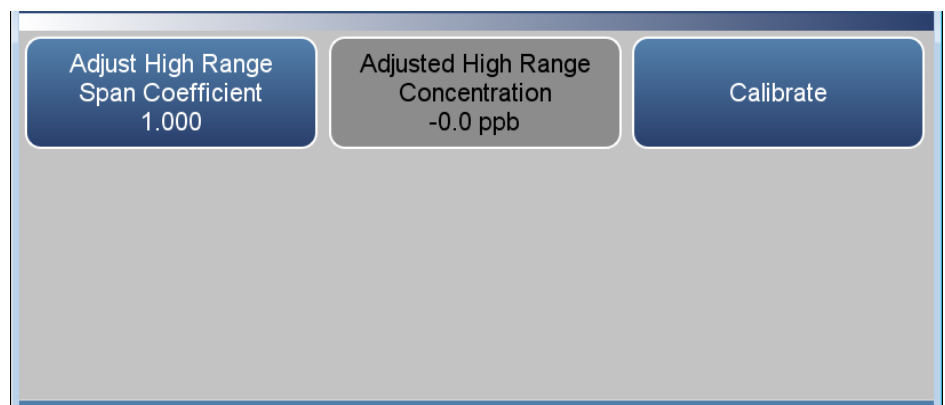 Adjust High Range
Span Coefficient
1.000
Adjusted High Range
Concentration
-0.0 ppb
Calibrate